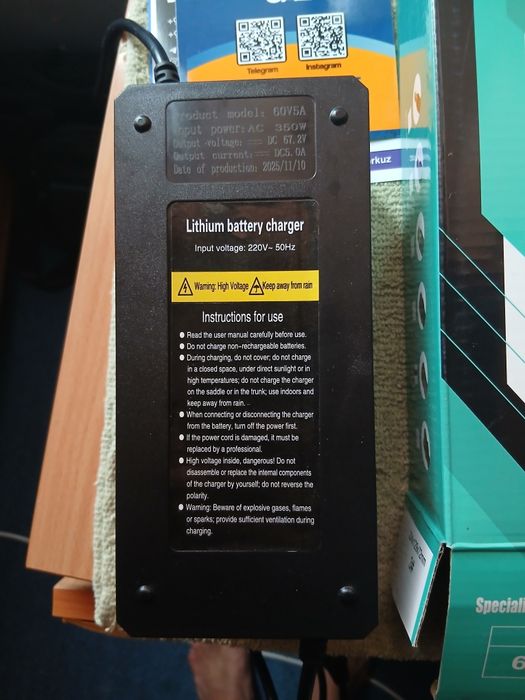 Telegram
Instagram
Product model: 60V5A
Input power: AC 350W
Output voltage: == DC 67.2V
Output current: == DC5.0A
Date of production: 2025/11/10
Lithium battery charger
Input voltage: 220V~ 50Hz
Warning: High Voltage Keep away from rain
Instructions for use
● Read the user manual carefully before use.
● Do not charge non-rechargeable batteries.
● During charging, do not cover; do not charge
in a closed space, under direct sunlight or in
high temperatures; do not charge the charger
on the saddle or in the trunk; use indoors and
keep away from rain.
● When connecting or disconnecting the charger
from the battery, turn off the power first.
● If the power cord is damaged, it must be
replaced by a professional.
● High voltage inside, dangerous! Do not
disassemble or replace the internal components
of the charger by yourself; do not reverse the
polarity.
● Warning: Beware of explosive gases, flames
or sparks; provide sufficient ventilation during
charging.
Speciali
6